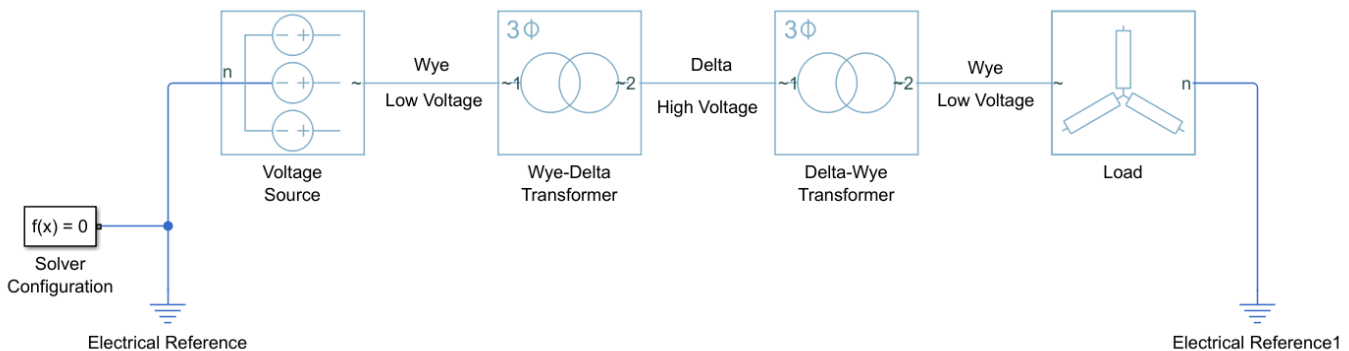 3Φ
3Φ
n
~
Wye
Low Voltage
~1
~2
Delta
High Voltage
~1
~2
Wye
Low Voltage
~
n
Voltage
Source
Wye-Delta
Transformer
Delta-Wye
Transformer
Load
f(x) = 0
Solver
Configuration
Electrical Reference
Electrical Reference1